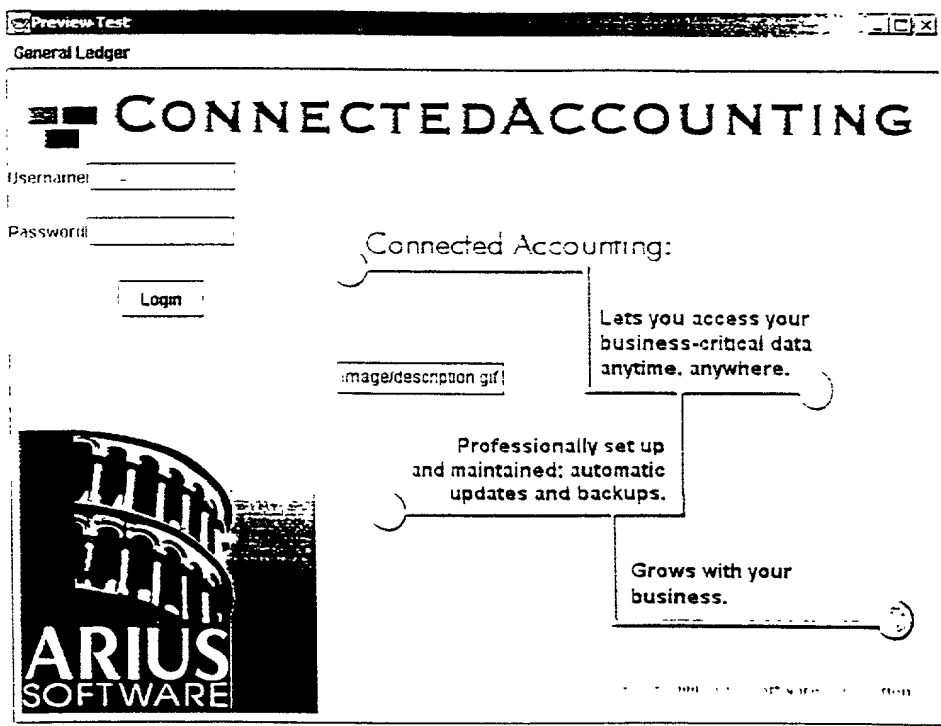 Preview Test
General Ledger
CONNECTEDACCOUNTING
Username
Password
Login
Connected Accounting:
Lets you access your
business-critical data
anytime, anywhere.
image/description gif
Professionally set up
and maintained; automatic
updates and backups.
Grows with your
business.
ARIUS
SOFTWARE